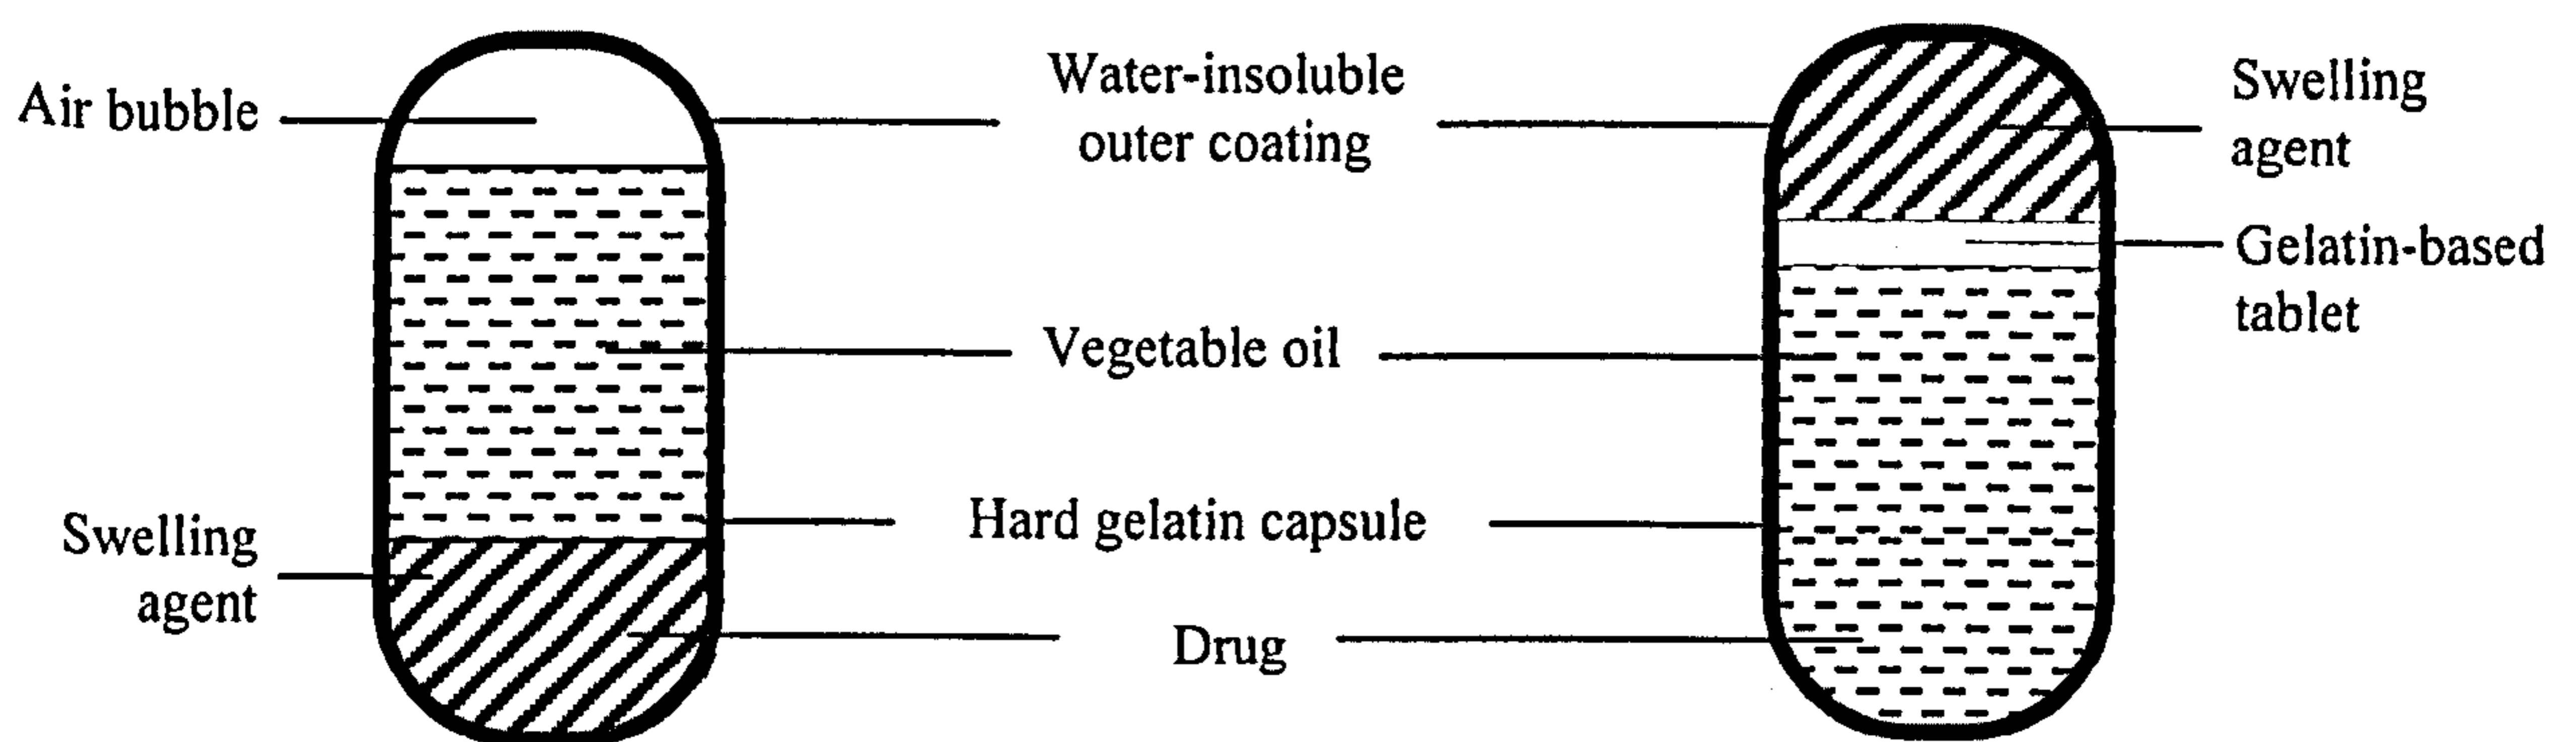 Air bubble
Water-insoluble
outer coating
Swelling
agent
Gelatin-based
tablet
Vegetable oil
Swelling
agent
Hard gelatin capsule
Drug